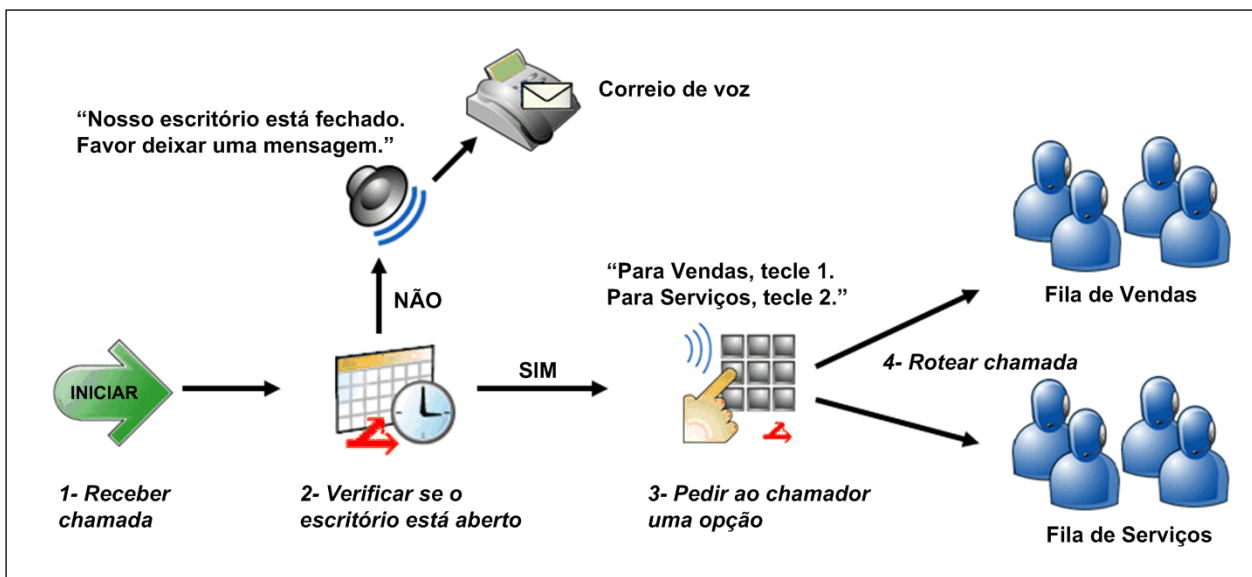 Correio de voz
“Nosso escritório está fechado.
Favor deixar uma mensagem.”
NÃO
“Para Vendas, tecle 1.
Para Serviços, tecle 2.”
Fila de Vendas
INICIAR
SIM
4- Rotear chamada
1- Receber
chamada
2- Verificar se o
escritório está aberto
3- Pedir ao chamador
uma opção
Fila de Serviços